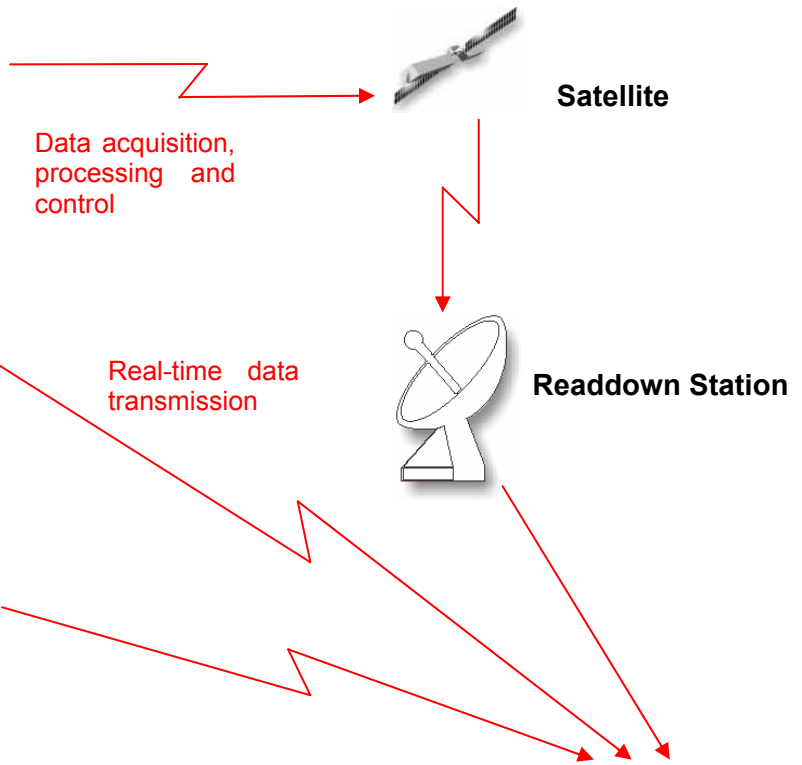 Satellite
Data acquisition,
processing and
control
Real-time data
transmission
Readdown Station